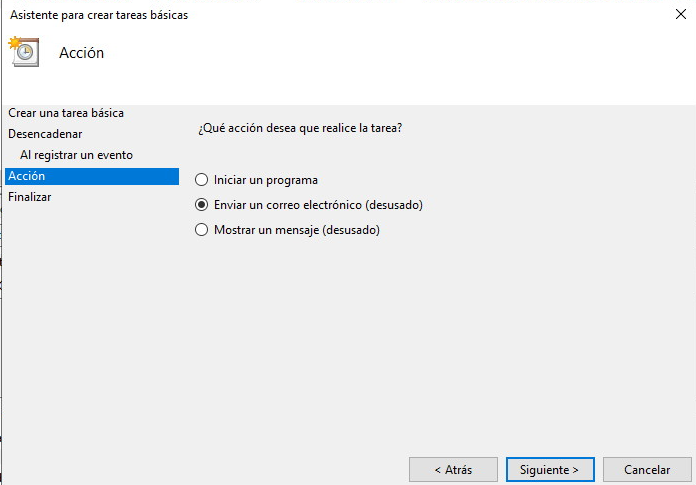 Asistente para crear tareas básicas
Acción
Crear una tarea básica
Desencadenar
Al registrar un evento
Acción
Finalizar
¿Qué acción desea que realice la tarea?
Iniciar un programa
Enviar un correo electrónico (desusado)
Mostrar un mensaje (desusado)
< Atrás
Siguiente >
Cancelar